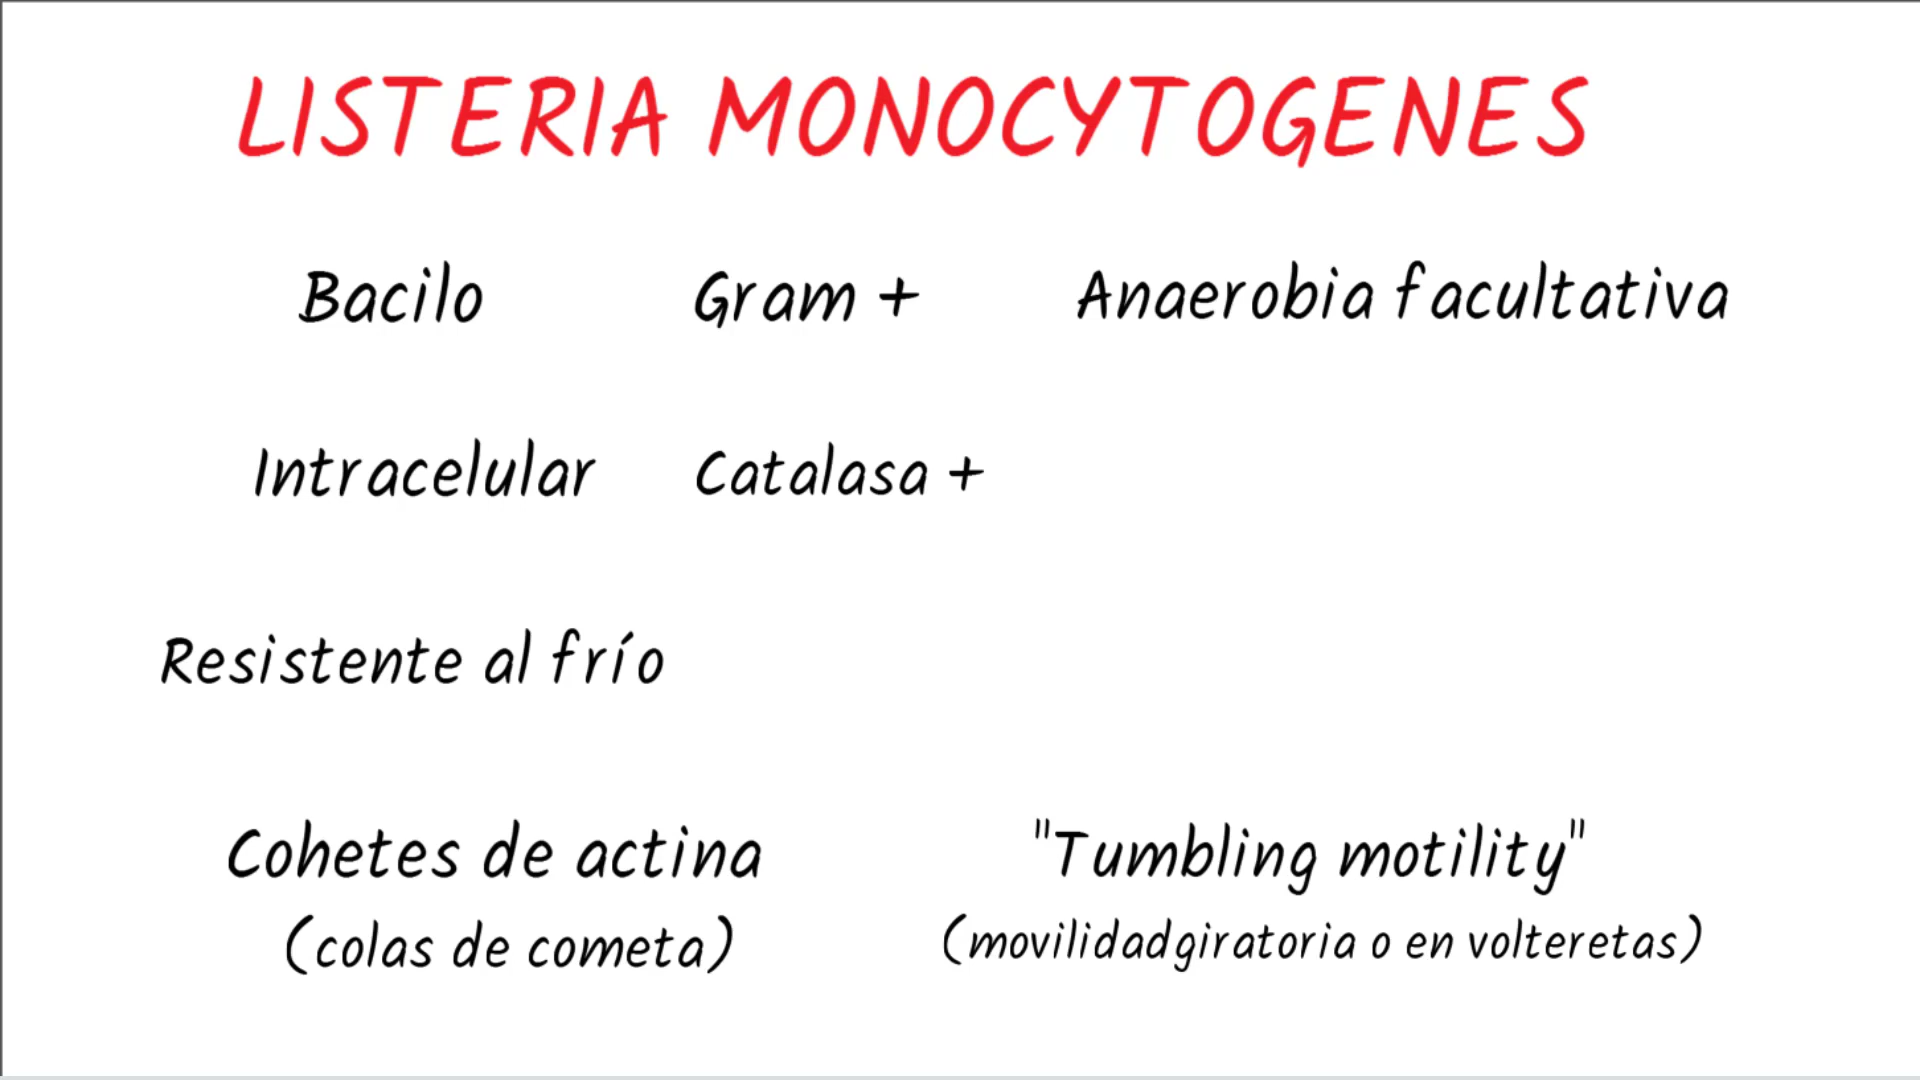 LISTERIA MONOCYTOGENES
Bacilo Gram + Anaerobia facultativa
Intracelular Catalasa +
Resistente al frío
Cohetes de actina "Tumbling motility"
(colas de cometa) (movilidadgiratoria o en volteretas)